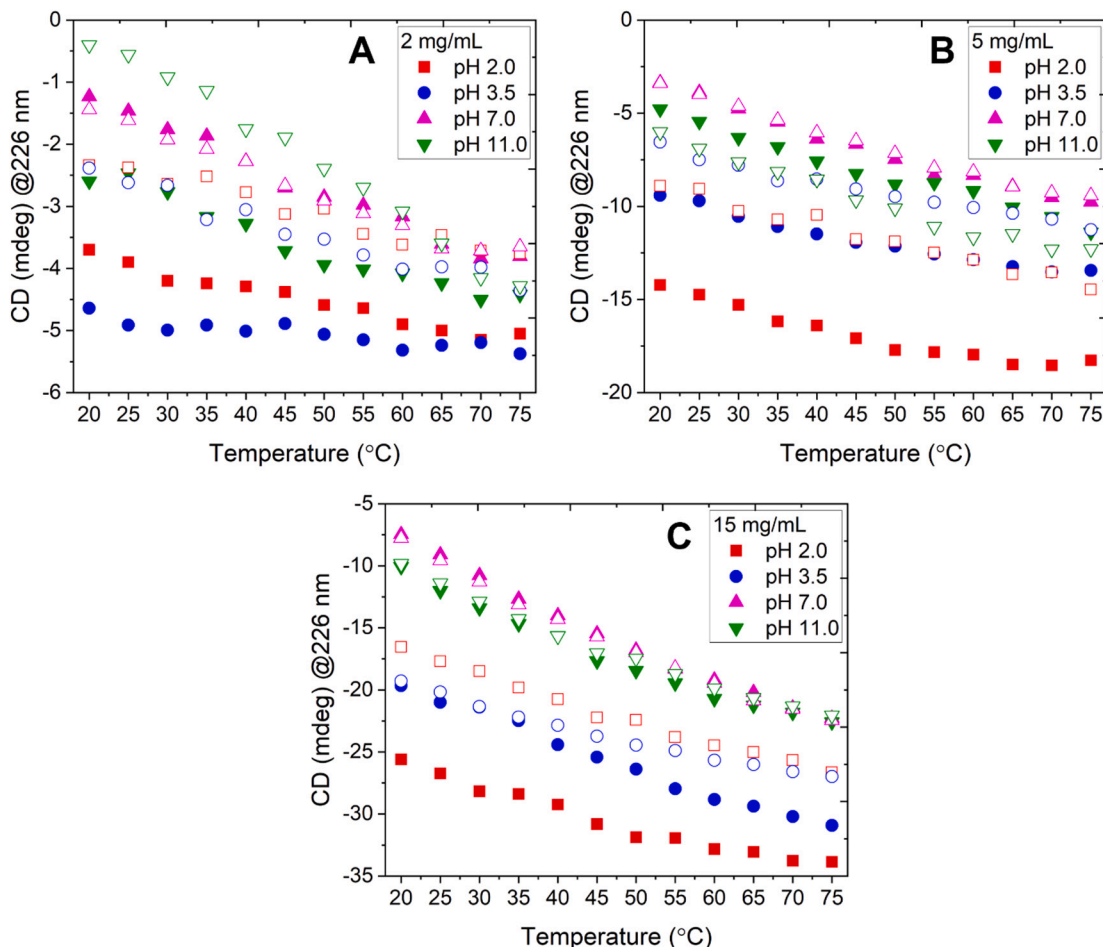 A
2 mg/mL
pH 2.0
pH 3.5
pH 7.0
pH 11.0
0
-1
-2
-3
-4
-5
-6
CD (mdeg) @226 nm
20 25 30 35 40 45 50 55 60 65 70 75
Temperature (°C)
B
5 mg/mL
pH 2.0
pH 3.5
pH 7.0
pH 11.0
0
-5
-10
-15
-20
CD (mdeg) @226 nm
20 25 30 35 40 45 50 55 60 65 70 75
Temperature (°C)
C
15 mg/mL
pH 2.0
pH 3.5
pH 7.0
pH 11.0
-5
-10
-15
-20
-25
-30
-35
CD (mdeg) @226 nm
20 25 30 35 40 45 50 55 60 65 70 75
Temperature (°C)